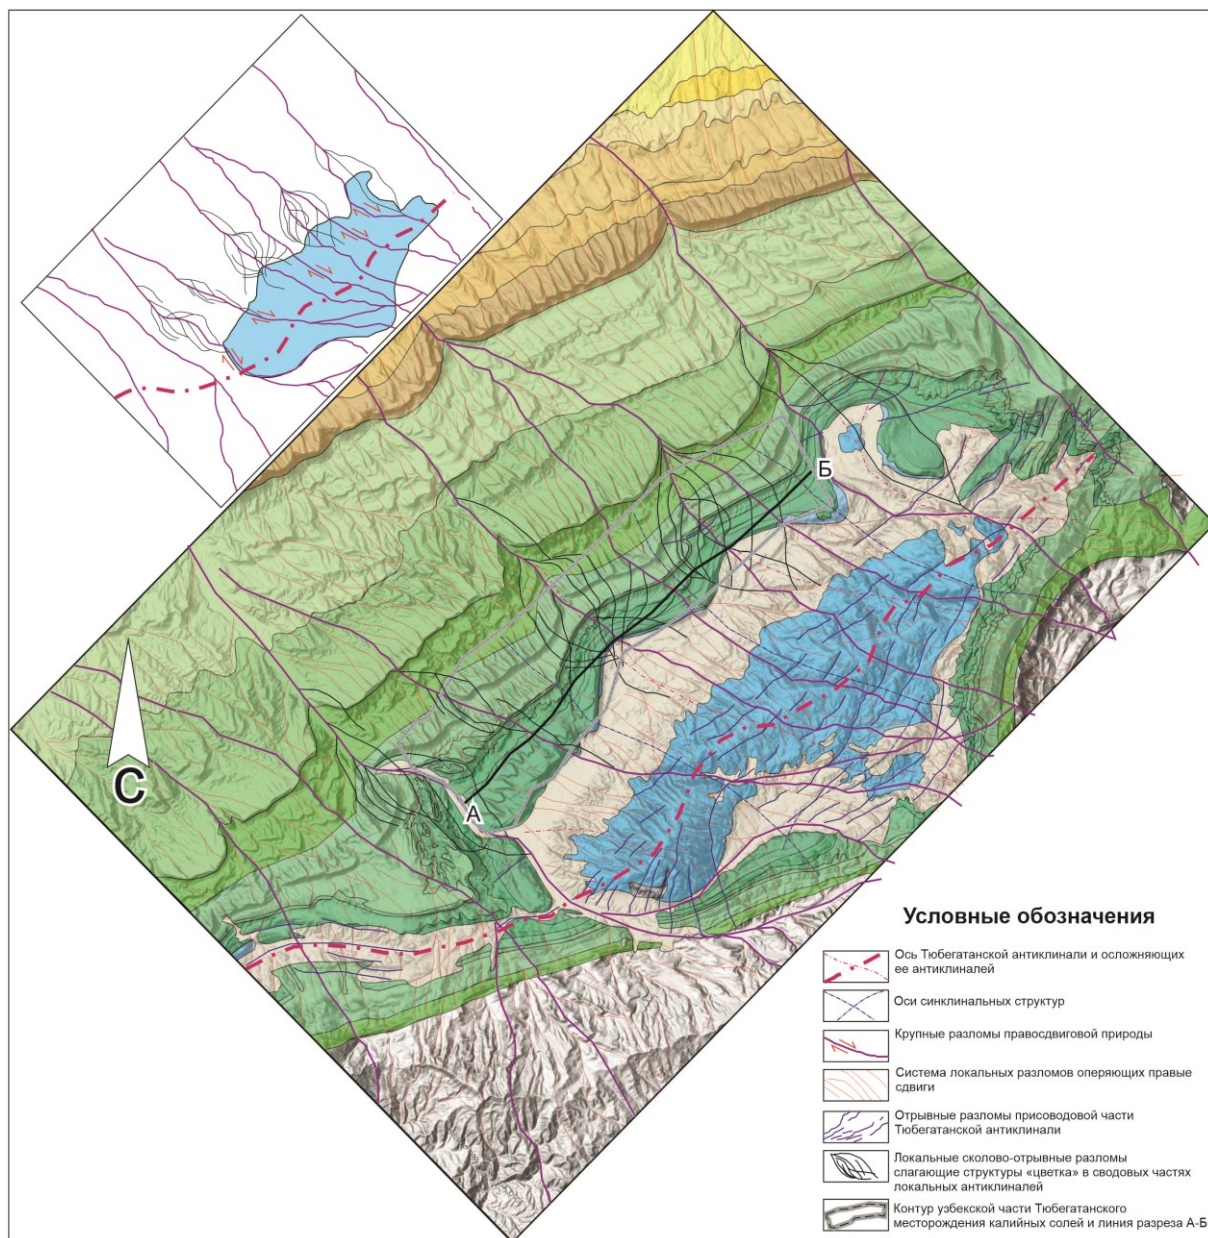 Б
С
А
Условные обозначения
Ось Тюбегатанской антиклинали и осложняющих
ее антиклиналей
Оси синклинальных структур
Крупные разломы правосдвиговой природы
Система локальных разломов оперяющих правые
сдвиги
Отрывные разломы присоводовой части
Тюбегатанской антиклинали
Локальные сколово-отрывные разломы
слагающие структуры «цветка» в сводовых частях
локальных антиклиналей
Контур узбекской части Тюбегатанского
месторождения калийных солей и линия разреза А-Б